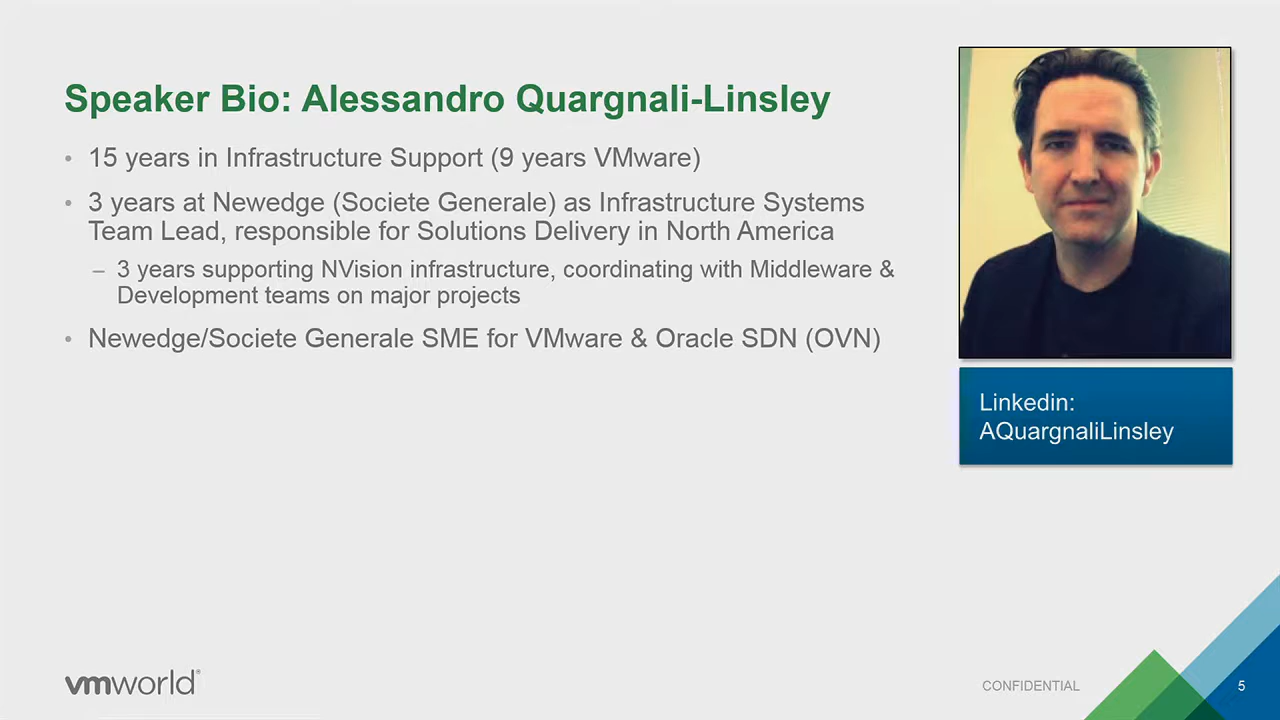 Speaker Bio: Alessandro Quargnali-Linsley
• 15 years in Infrastructure Support (9 years VMware)
• 3 years at Newedge (Societe Generale) as Infrastructure Systems
Team Lead, responsible for Solutions Delivery in North America
– 3 years supporting NVision infrastructure, coordinating with Middleware &
Development teams on major projects
• Newedge/Societe Generale SME for VMware & Oracle SDN (OVN)
Linkedin:
AQuargnaliLinsley
vmworld®
CONFIDENTIAL
5